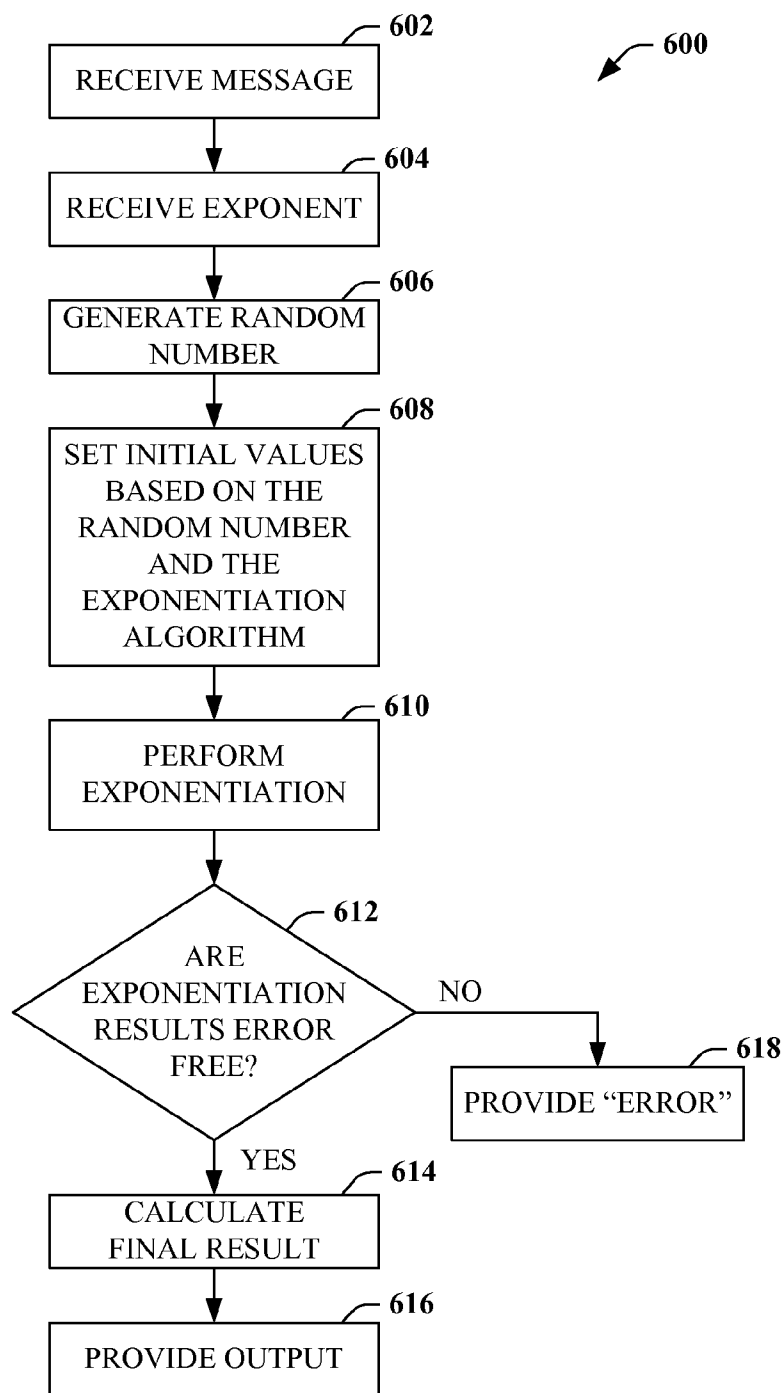 602
600
RECEIVE MESSAGE
604
RECEIVE EXPONENT
606
GENERATE RANDOM
NUMBER
608
SET INITIAL VALUES
BASED ON THE
RANDOM NUMBER
AND THE
EXPONENTIATION
ALGORITHM
610
PERFORM
EXPONENTIATION
612
ARE
EXPONENTIATION
RESULTS ERROR
FREE?
NO
618
PROVIDE “ERROR”
YES
614
CALCULATE
FINAL RESULT
616
PROVIDE OUTPUT